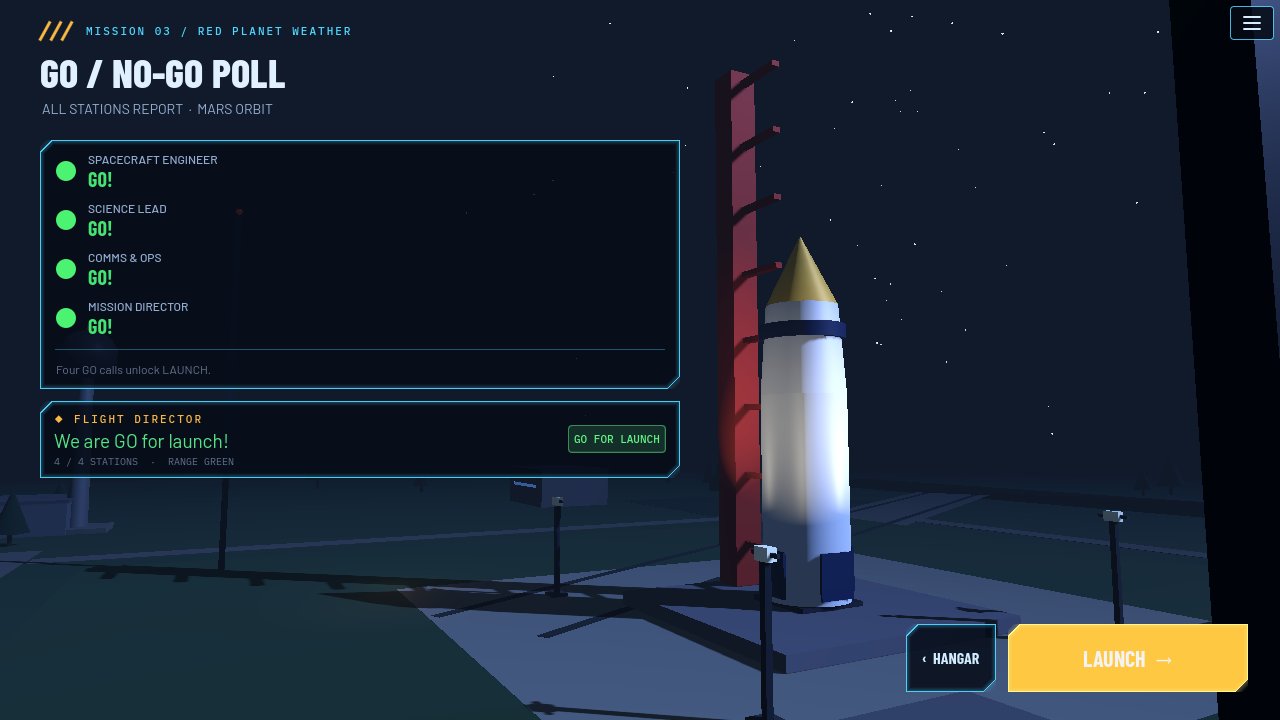 /// MISSION 03 / RED PLANET WEATHER
GO / NO-GO POLL
ALL STATIONS REPORT · MARS ORBIT
SPACECRAFT ENGINEER
GO!
SCIENCE LEAD
GO!
COMMS & OPS
GO!
MISSION DIRECTOR
GO!
Four GO calls unlock LAUNCH.
◆ FLIGHT DIRECTOR
We are GO for launch!
GO FOR LAUNCH
4 / 4 STATIONS · RANGE GREEN
‹ HANGAR
LAUNCH →